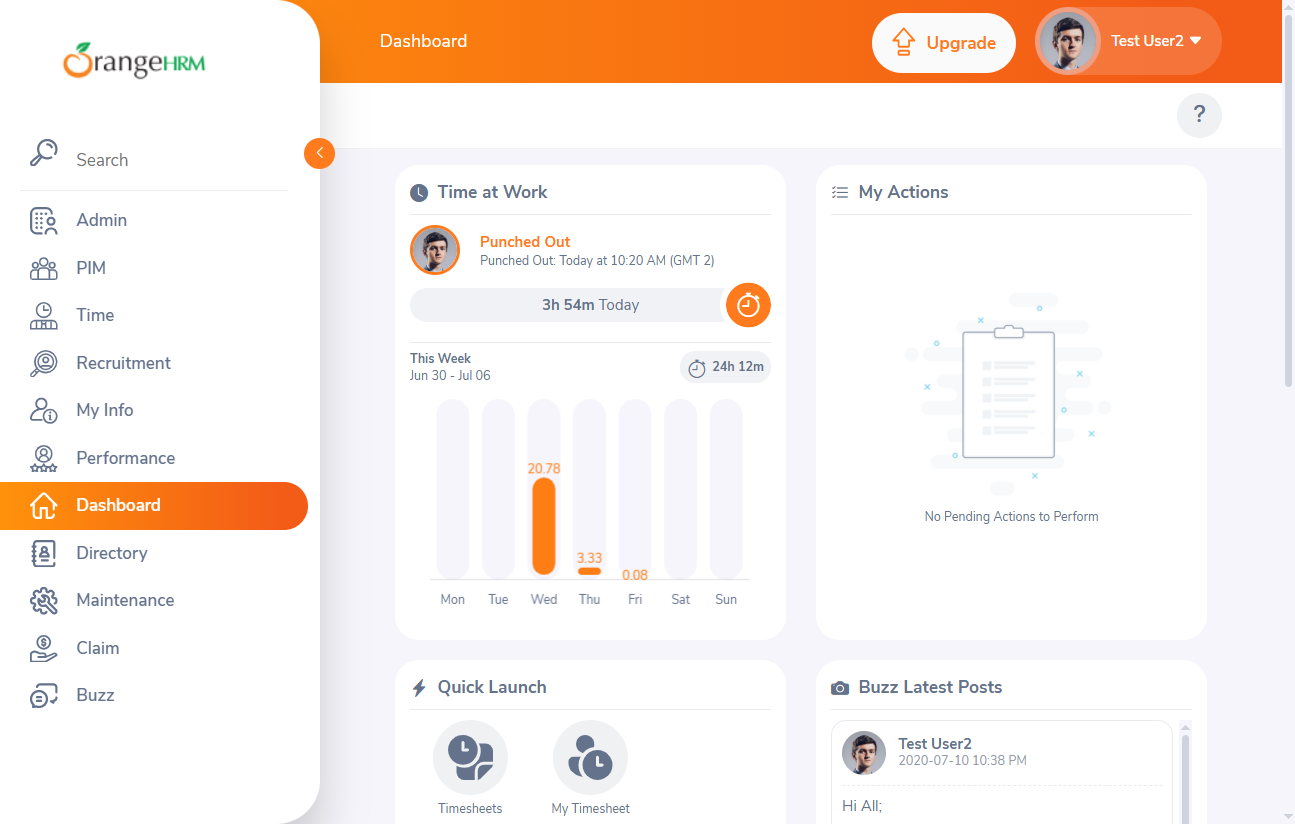 OrangeHRM
Search
Admin
PIM
Time
Recruitment
My Info
Performance
Dashboard
Directory
Maintenance
Claim
Buzz
Dashboard
Upgrade
Test User2
?
Time at Work
Punched Out
Punched Out: Today at 10:20 AM (GMT 2)
3h 54m Today
This Week
Jun 30 - Jul 06
24h 12m
20.78
3.33
0.08
Mon Tue Wed Thu Fri Sat Sun
My Actions
No Pending Actions to Perform
Quick Launch
Timesheets
My Timesheet
Buzz Latest Posts
Test User2
2020-07-10 10:38 PM
Hi All;